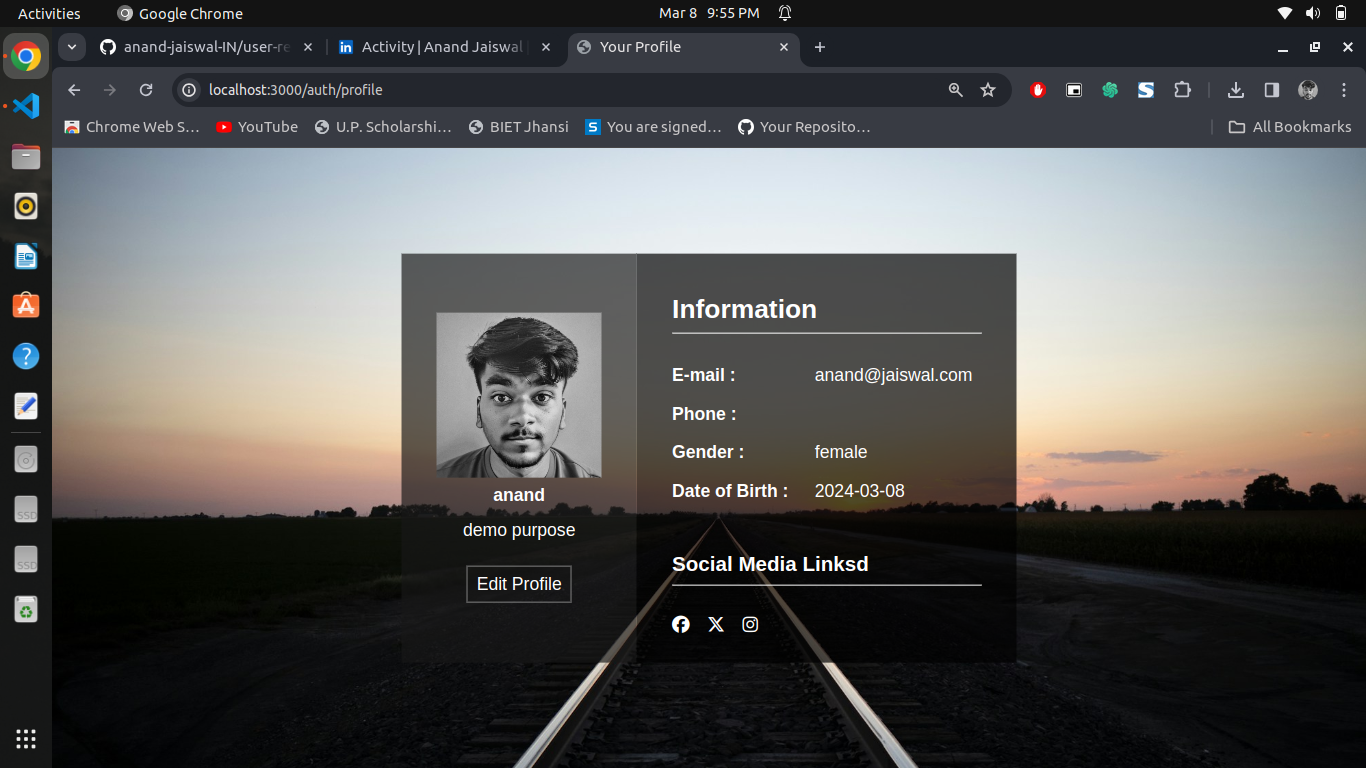 Activities Google Chrome Mar 8 9:55 PM
anand-jaiswal-IN/user-re Activity | Anand Jaiswal Your Profile
localhost:3000/auth/profile
Chrome Web S… YouTube U.P. Scholarshi… BIET Jhansi S You are signed… Your Reposito… All Bookmarks
Information
E-mail : anand@jaiswal.com
Phone :
Gender : female
Date of Birth : 2024-03-08
anand
demo purpose
Edit Profile
Social Media Linksd
SSD
SSD